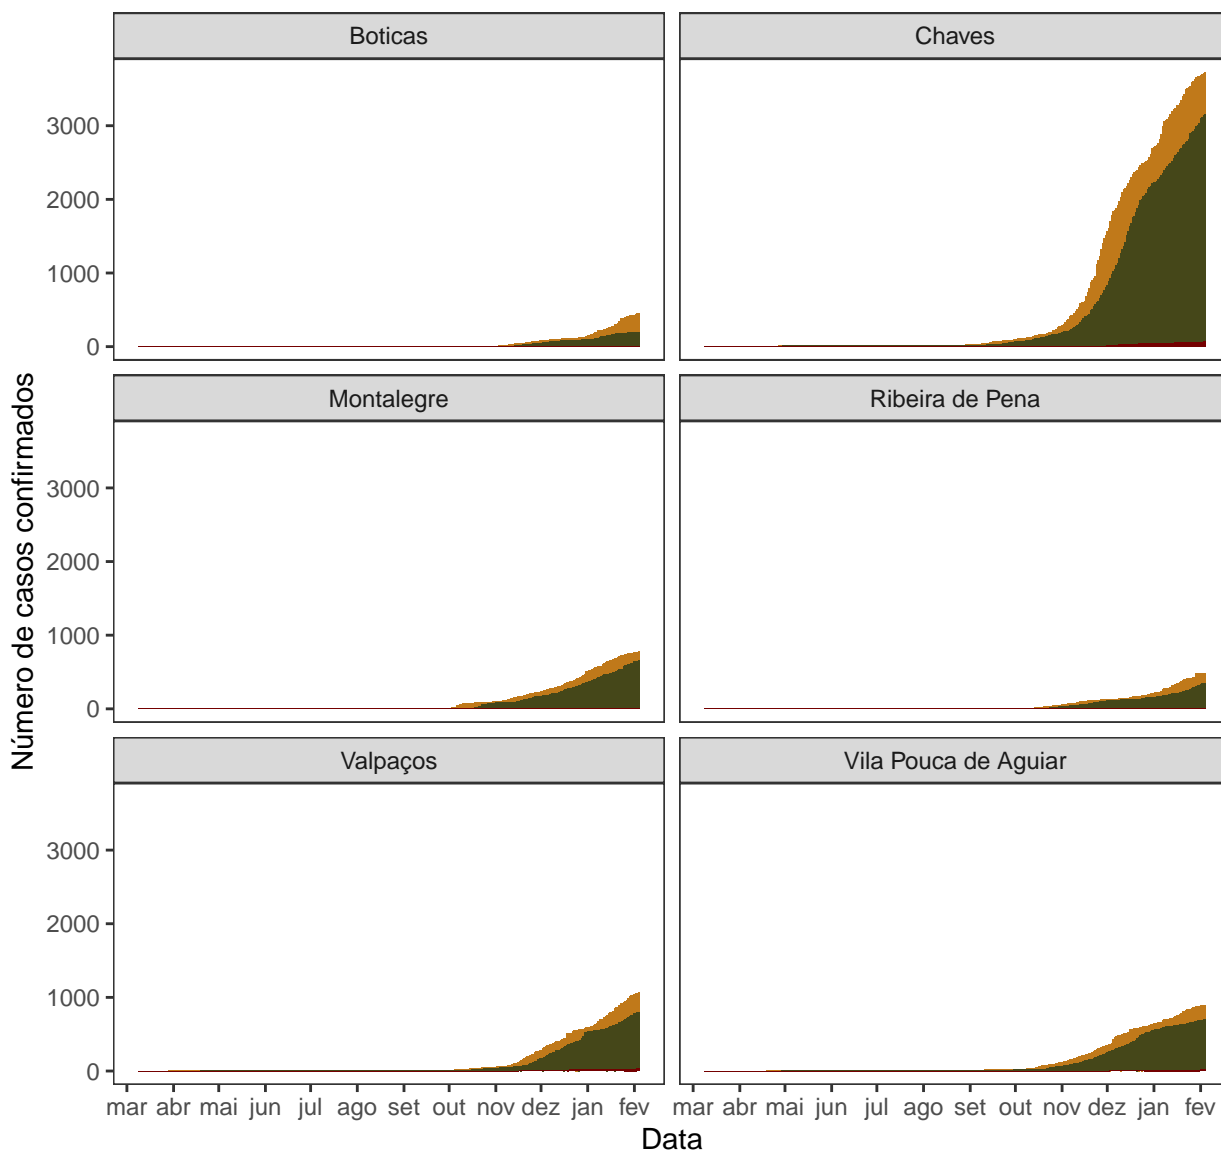 Boticas
Chaves
3000
2000
1000
0
Montalegre
Ribeira de Pena
3000
2000
1000
0
Valpaços
Vila Pouca de Aguiar
3000
2000
1000
0
mar abr mai jun jul ago set out nov dez jan fev
mar abr mai jun jul ago set out nov dez jan fev
Data
Número de casos confirmados